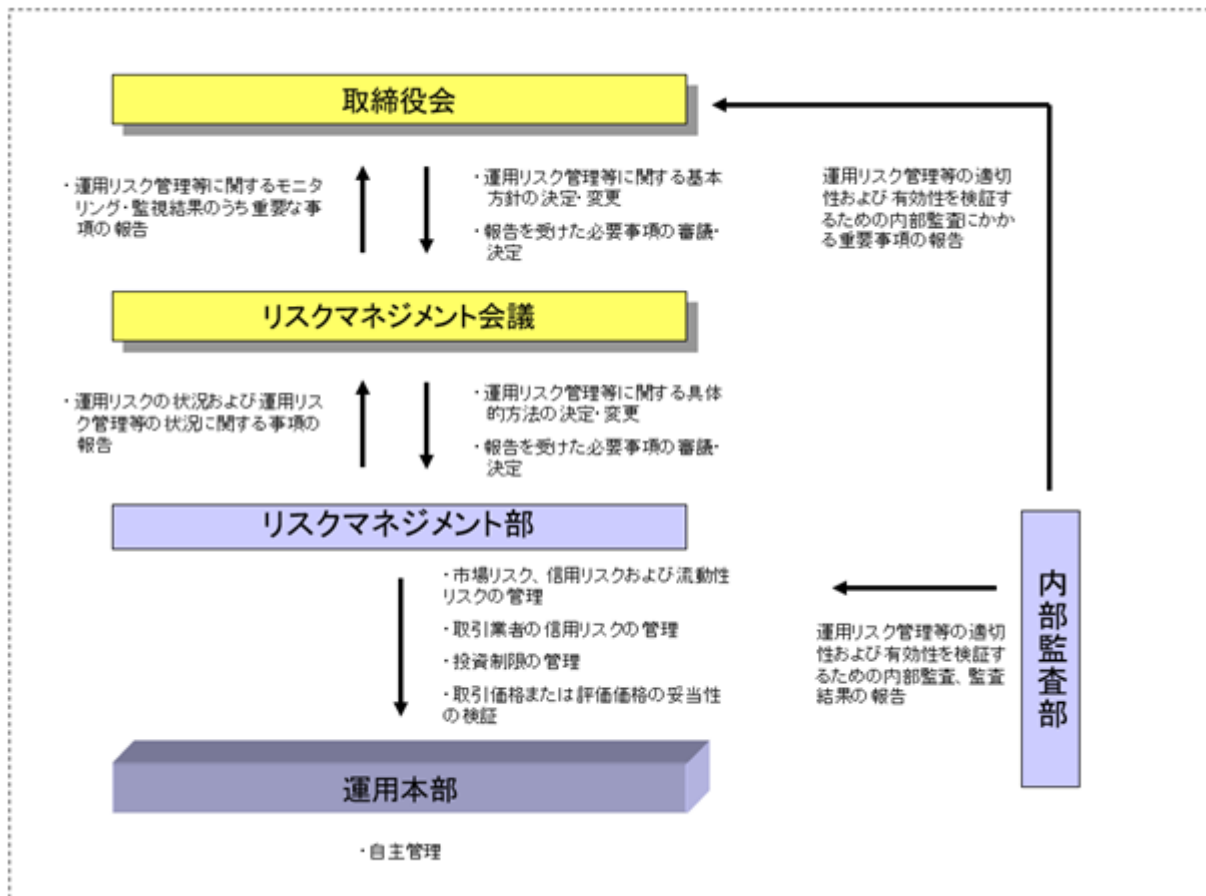 取締役会
・運用リスク管理等に関するモニ
タリング・監視結果のうち重要な事
項の報告
・運用リスク管理等に関する基本
方針の決定・変更
・報告を受けた必要事項の審議・
決定
運用リスク管理等の適切
性および有効性を検証す
るための内部監査にかか
る重要事項の報告
リスクマネジメント会議
・運用リスクの状況および運用リス
ク管理等の状況に関する事項の
報告
・運用リスク管理等に関する具体
的方法の決定・変更
・報告を受けた必要事項の審議・
決定
リスクマネジメント部
・市場リスク、信用リスクおよび流動性
リスクの管理
・取引業者の信用リスクの管理
・投資制限の管理
・取引価格または評価価格の妥当性
の検証
運用リスク管理等の適切
性および有効性を検証す
るための内部監査、監査
結果の報告
内部監査部
運用本部
・自主管理